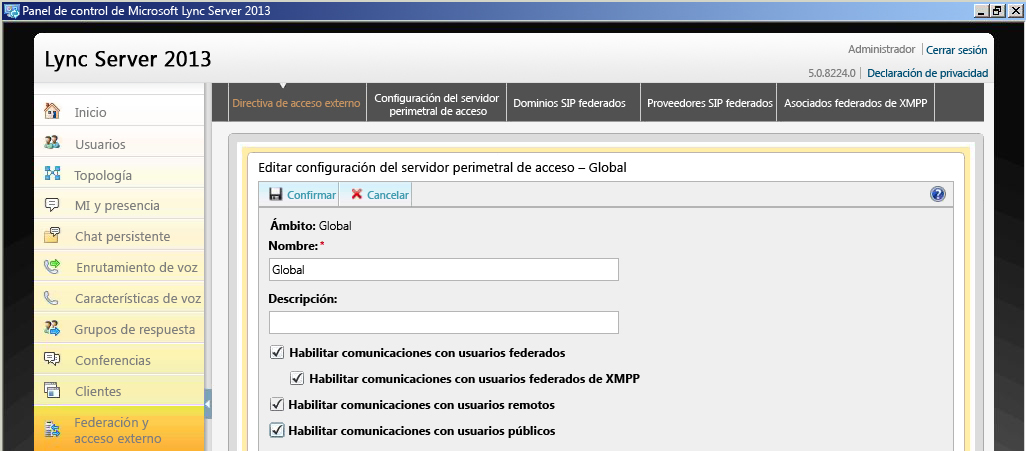 Panel de control de Microsoft Lync Server 2013
Lync Server 2013
Administrador | Cerrar sesión
5.0.8224.0 | Declaración de privacidad
Inicio
Usuarios
Topología
MI y presencia
Chat persistente
Enrutamiento de voz
Características de voz
Grupos de respuesta
Conferencias
Clientes
Federación y
acceso externo
Directiva de acceso externo
Configuración del servidor
perimetral de acceso
Dominios SIP federados
Proveedores SIP federados
Asociados federados de XMPP
Editar configuración del servidor perimetral de acceso – Global
Confirmar
Cancelar
Ámbito: Global
Nombre:*
Global
Descripción:
Habilitar comunicaciones con usuarios federados
Habilitar comunicaciones con usuarios federados de XMPP
Habilitar comunicaciones con usuarios remotos
Habilitar comunicaciones con usuarios públicos